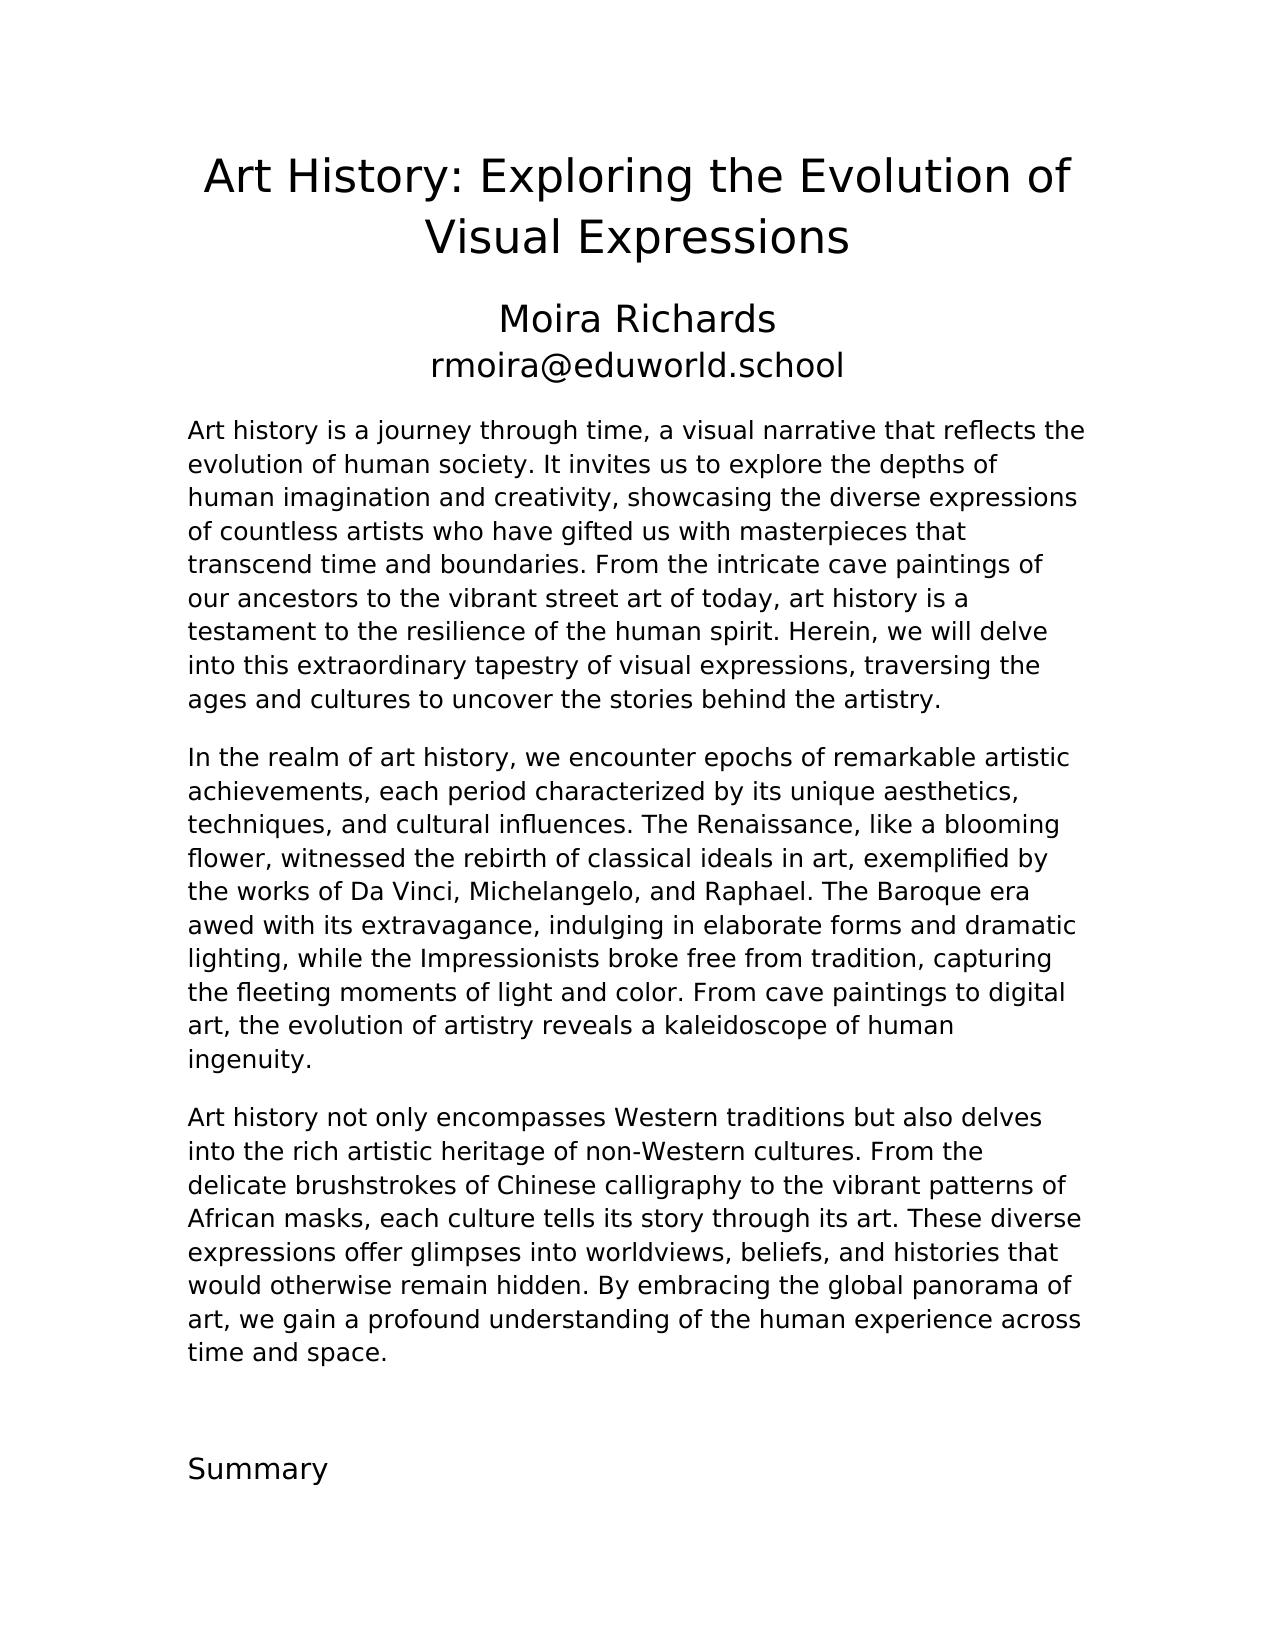 Art History: Exploring the Evolution of
Visual Expressions
Moira Richards
rmoira@eduworld.school
Art history is a journey through time, a visual narrative that reflects the
evolution of human society. It invites us to explore the depths of
human imagination and creativity, showcasing the diverse expressions
of countless artists who have gifted us with masterpieces that
transcend time and boundaries. From the intricate cave paintings of
our ancestors to the vibrant street art of today, art history is a
testament to the resilience of the human spirit. Herein, we will delve
into this extraordinary tapestry of visual expressions, traversing the
ages and cultures to uncover the stories behind the artistry.
In the realm of art history, we encounter epochs of remarkable artistic
achievements, each period characterized by its unique aesthetics,
techniques, and cultural influences. The Renaissance, like a blooming
flower, witnessed the rebirth of classical ideals in art, exemplified by
the works of Da Vinci, Michelangelo, and Raphael. The Baroque era
awed with its extravagance, indulging in elaborate forms and dramatic
lighting, while the Impressionists broke free from tradition, capturing
the fleeting moments of light and color. From cave paintings to digital
art, the evolution of artistry reveals a kaleidoscope of human
ingenuity.
Art history not only encompasses Western traditions but also delves
into the rich artistic heritage of non-Western cultures. From the
delicate brushstrokes of Chinese calligraphy to the vibrant patterns of
African masks, each culture tells its story through its art. These diverse
expressions offer glimpses into worldviews, beliefs, and histories that
would otherwise remain hidden. By embracing the global panorama of
art, we gain a profound understanding of the human experience across
time and space.
Summary